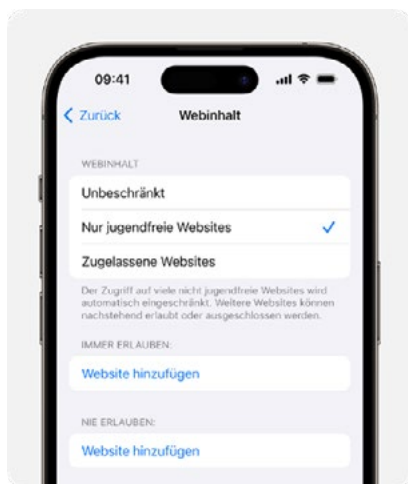 09:41
Zurück
Webinhalt
WEBINHALT
Unbeschränkt
Nur jugendfreie Websites
Zugelassene Websites
Der Zugriff auf viele nicht jugendfreie Websites wird
automatisch eingeschränkt. Weitere Websites können
nachstehend erlaubt oder ausgeschlossen werden.
IMMER ERLAUBEN:
Website hinzufügen
NIE ERLAUBEN:
Website hinzufügen